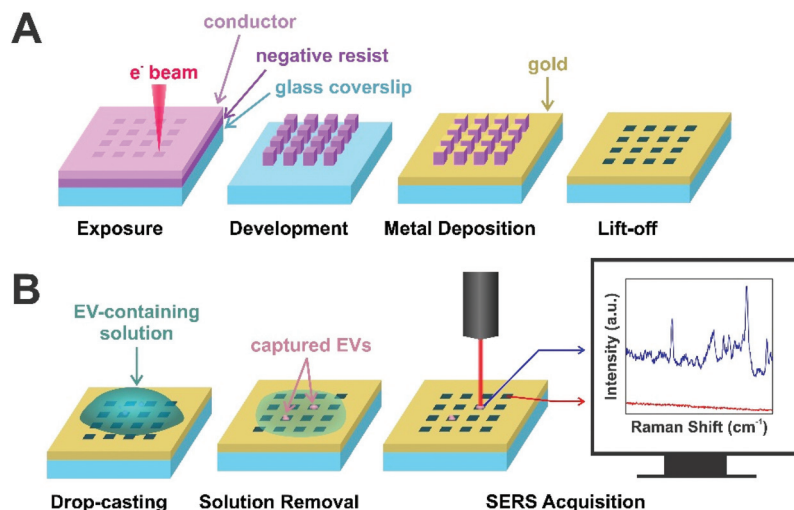 A
conductor
negative resist
e- beam
glass coverslip
gold
Exposure
Development
Metal Deposition
Lift-off
B
EV-containing
solution
captured EVs
Intensity (a.u.)
Raman Shift (cm-1)
Drop-casting
Solution Removal
SERS Acquisition